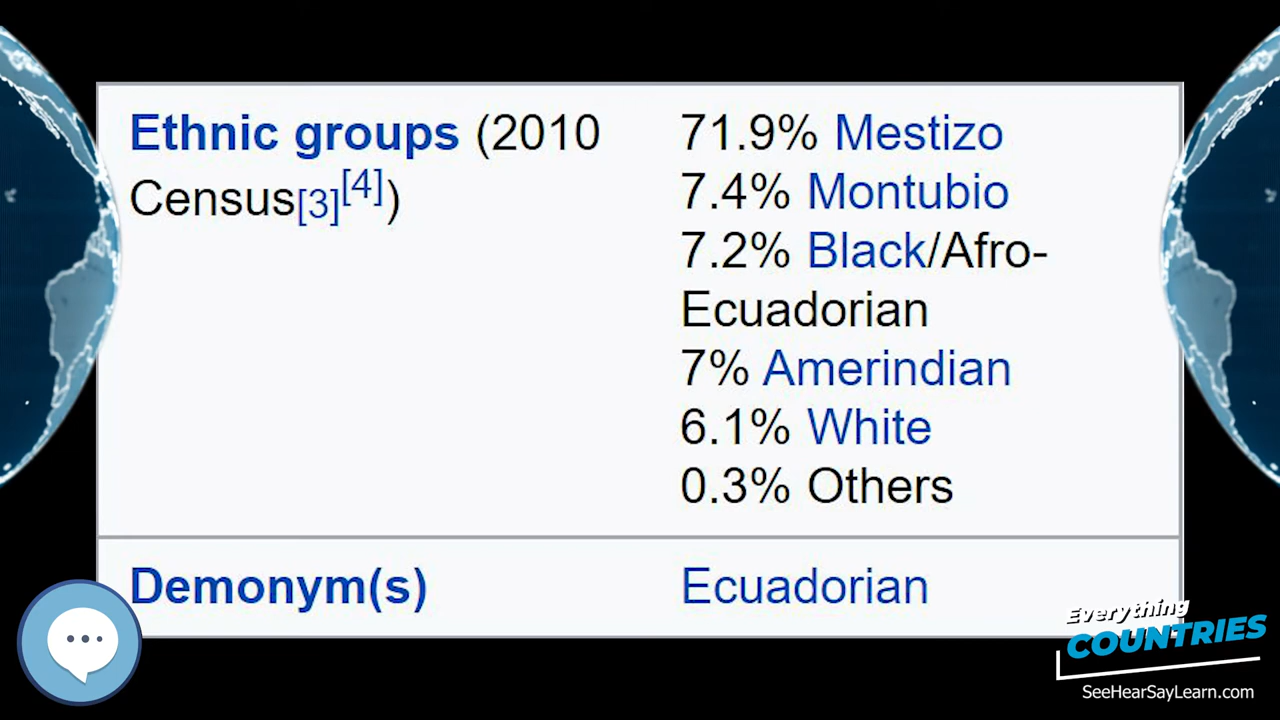 Ethnic groups (2010
Census[3][4])
71.9% Mestizo
7.4% Montubio
7.2% Black/Afro-
Ecuadorian
7% Amerindian
6.1% White
0.3% Others
Demonym(s)
Ecuadorian
Everything
COUNTRIES
SeeHearSayLearn.com